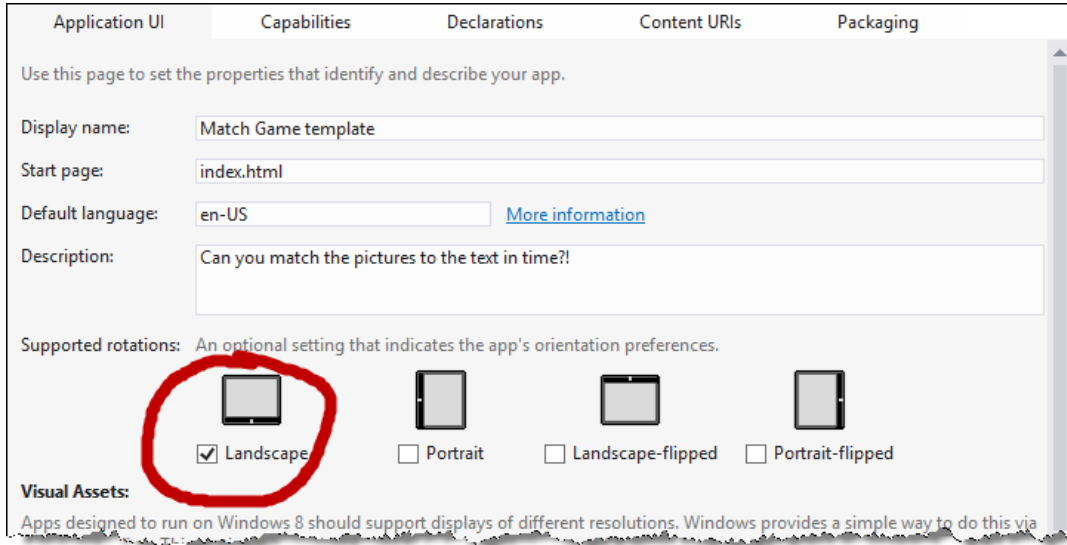 Application UI Capabilities Declarations Content URIs Packaging
Use this page to set the properties that identify and describe your app.
Display name: Match Game template
Start page: index.html
Default language: en-US More information
Description: Can you match the pictures to the text in time?!
Supported rotations: An optional setting that indicates the app's orientation preferences.
Landscape Portrait Landscape-flipped Portrait-flipped
Visual Assets:
Apps designed to run on Windows 8 should support displays of different resolutions. Windows provides a simple way to do this via